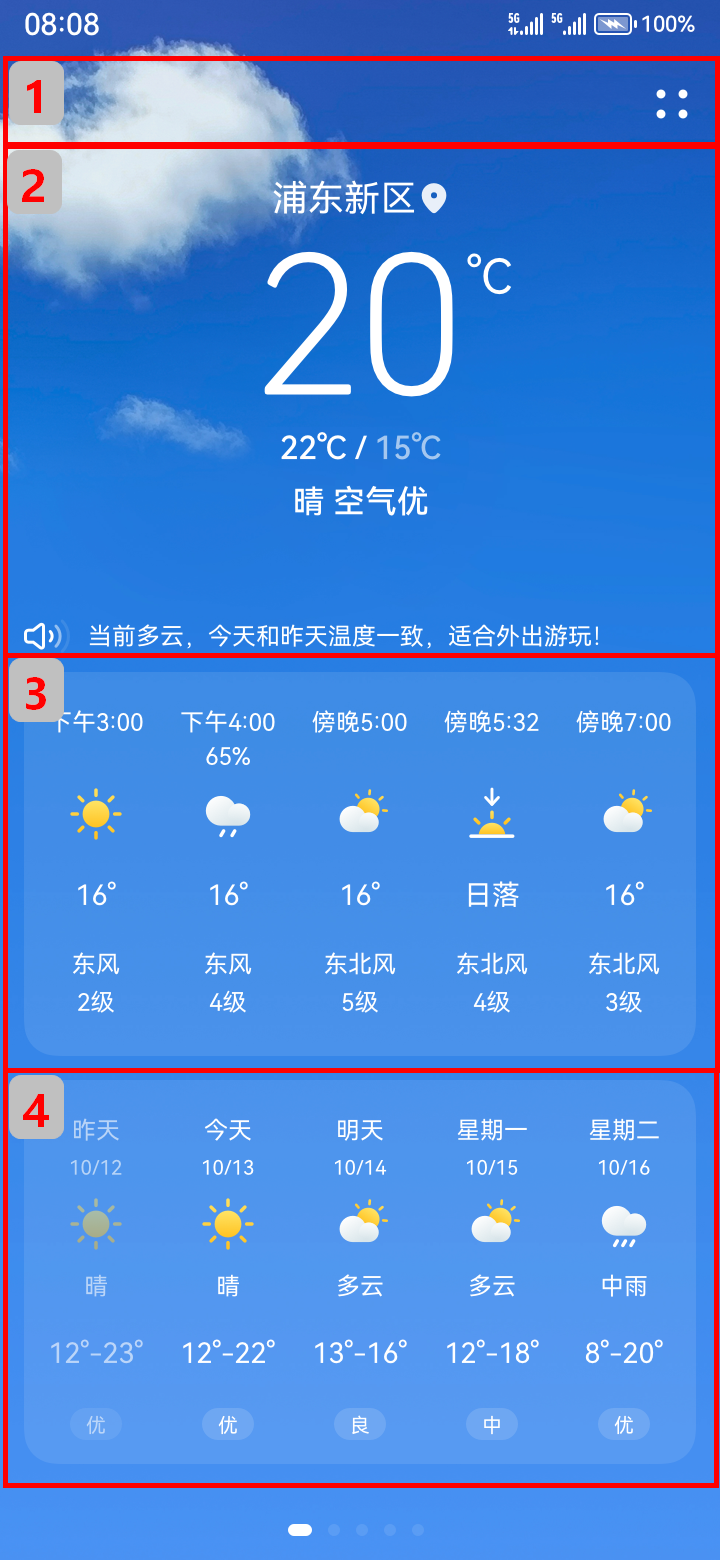 08:08 5G 5G 100%
1
2
浦东新区
20℃
22℃ / 15℃
晴 空气优
当前多云，今天和昨天温度一致，适合外出游玩！
3
下午3:00 下午4:00 傍晚5:00 傍晚5:32 傍晚7:00
65%
16° 16° 16° 日落 16°
东风 东风 东北风 东北风 东北风
2级 4级 5级 4级 3级
4
昨天 今天 明天 星期一 星期二
10/12 10/13 10/14 10/15 10/16
晴 晴 多云 多云 中雨
12°-23° 12°-22° 13°-16° 12°-18° 8°-20°
优 优 良 中 优